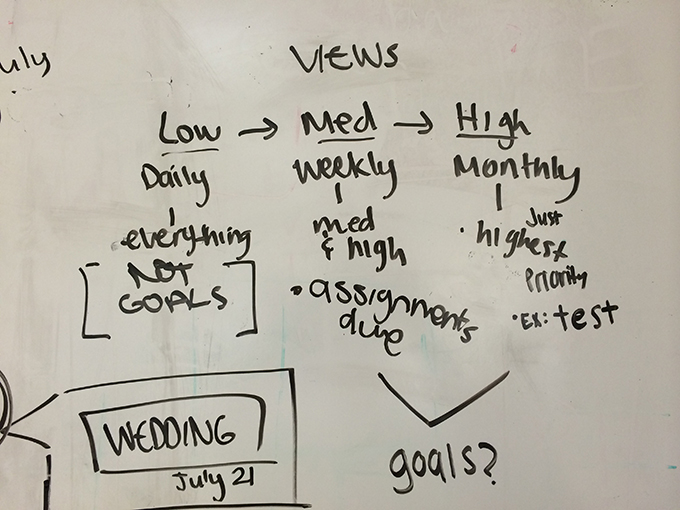 uly
VIEWS
Low → Med → High
Daily
everything
[NOT
GOALS]
weekly
med
& high
• assignments
due
Monthly
• Just
highest
Priority
• EX: test
WEDDING
July 21
goals?